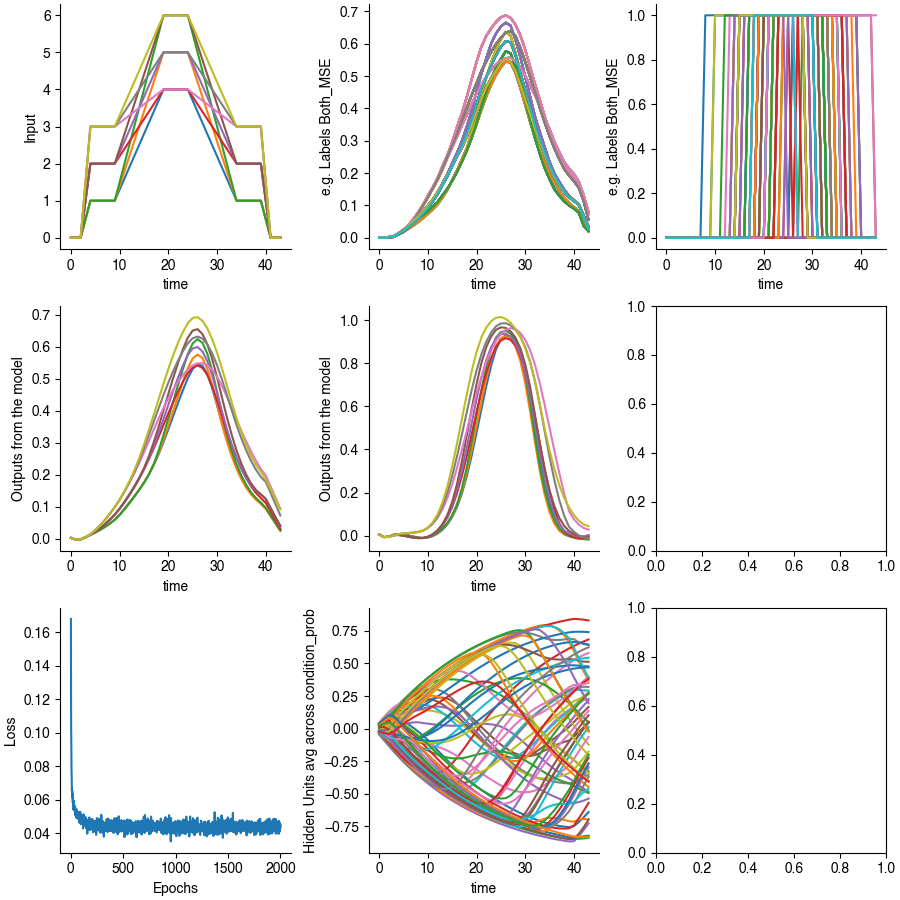 Input
6
5
4
3
2
1
0
0 10 20 30 40
time
e.g. Labels Both_MSE
0.7
0.6
0.5
0.4
0.3
0.2
0.1
0.0
0 10 20 30 40
time
e.g. Labels Both_MSE
1.0
0.8
0.6
0.4
0.2
0.0
0 10 20 30 40
time
Outputs from the model
0.7
0.6
0.5
0.4
0.3
0.2
0.1
0.0
0 10 20 30 40
time
Outputs from the model
1.0
0.8
0.6
0.4
0.2
0.0
0 10 20 30 40
time
1.0
0.8
0.6
0.4
0.2
0.0
0.0 0.2 0.4 0.6 0.8 1.0
Loss
0.16
0.14
0.12
0.10
0.08
0.06
0.04
0 500 1000 1500 2000
Epochs
Hidden Units avg across condition_prob
0.75
0.50
0.25
0.00
−0.25
−0.50
−0.75
0 10 20 30 40
time
1.0
0.8
0.6
0.4
0.2
0.0
0.0 0.2 0.4 0.6 0.8 1.0